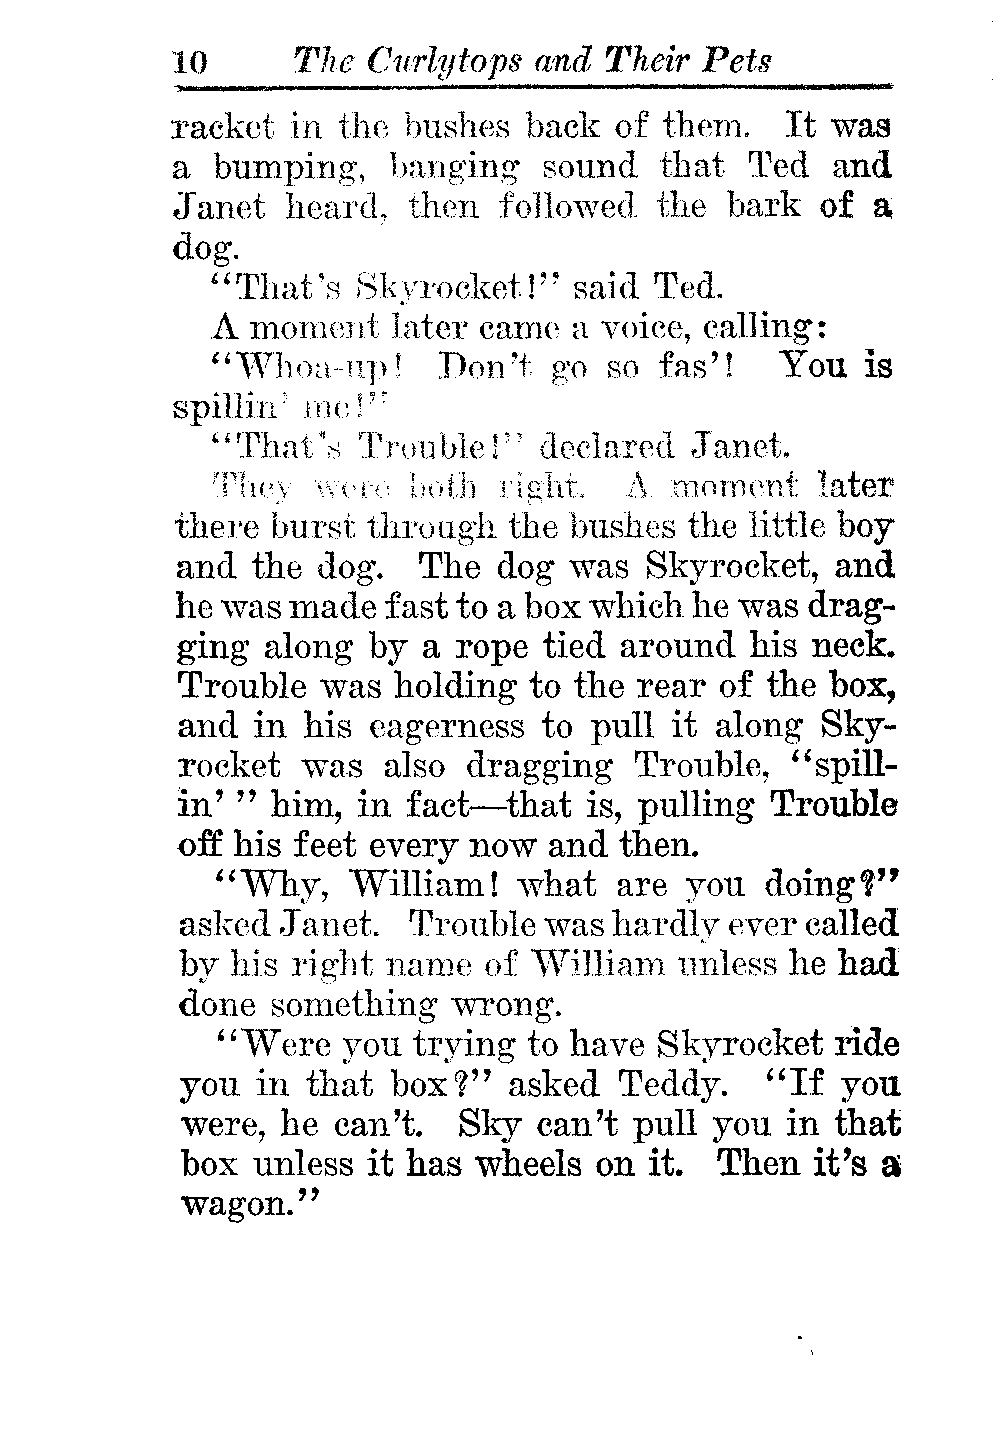 10 The Curlytops and Their Pets
racket in the bushes back of them. It was
a bumping, banging sound that Ted and
Janet heard, then followed the bark of a
dog.
“That’s Skyrocket!” said Ted.
A moment later came a voice, calling:
“Whoa-up! Don’t go so fas’! You is
spillin’ me!”
“That’s Trouble!” declared Janet.
They were both right. A moment later
there burst through the bushes the little boy
and the dog. The dog was Skyrocket, and
he was made fast to a box which he was drag-
ging along by a rope tied around his neck.
Trouble was holding to the rear of the box,
and in his eagerness to pull it along Sky-
rocket was also dragging Trouble, “spill-
in’ ” him, in fact—that is, pulling Trouble
off his feet every now and then.
“Why, William! what are you doing?”
asked Janet. Trouble was hardly ever called
by his right name of William unless he had
done something wrong.
“Were you trying to have Skyrocket ride
you in that box?” asked Teddy. “If you
were, he can’t. Sky can’t pull you in that
box unless it has wheels on it. Then it’s a
wagon.”